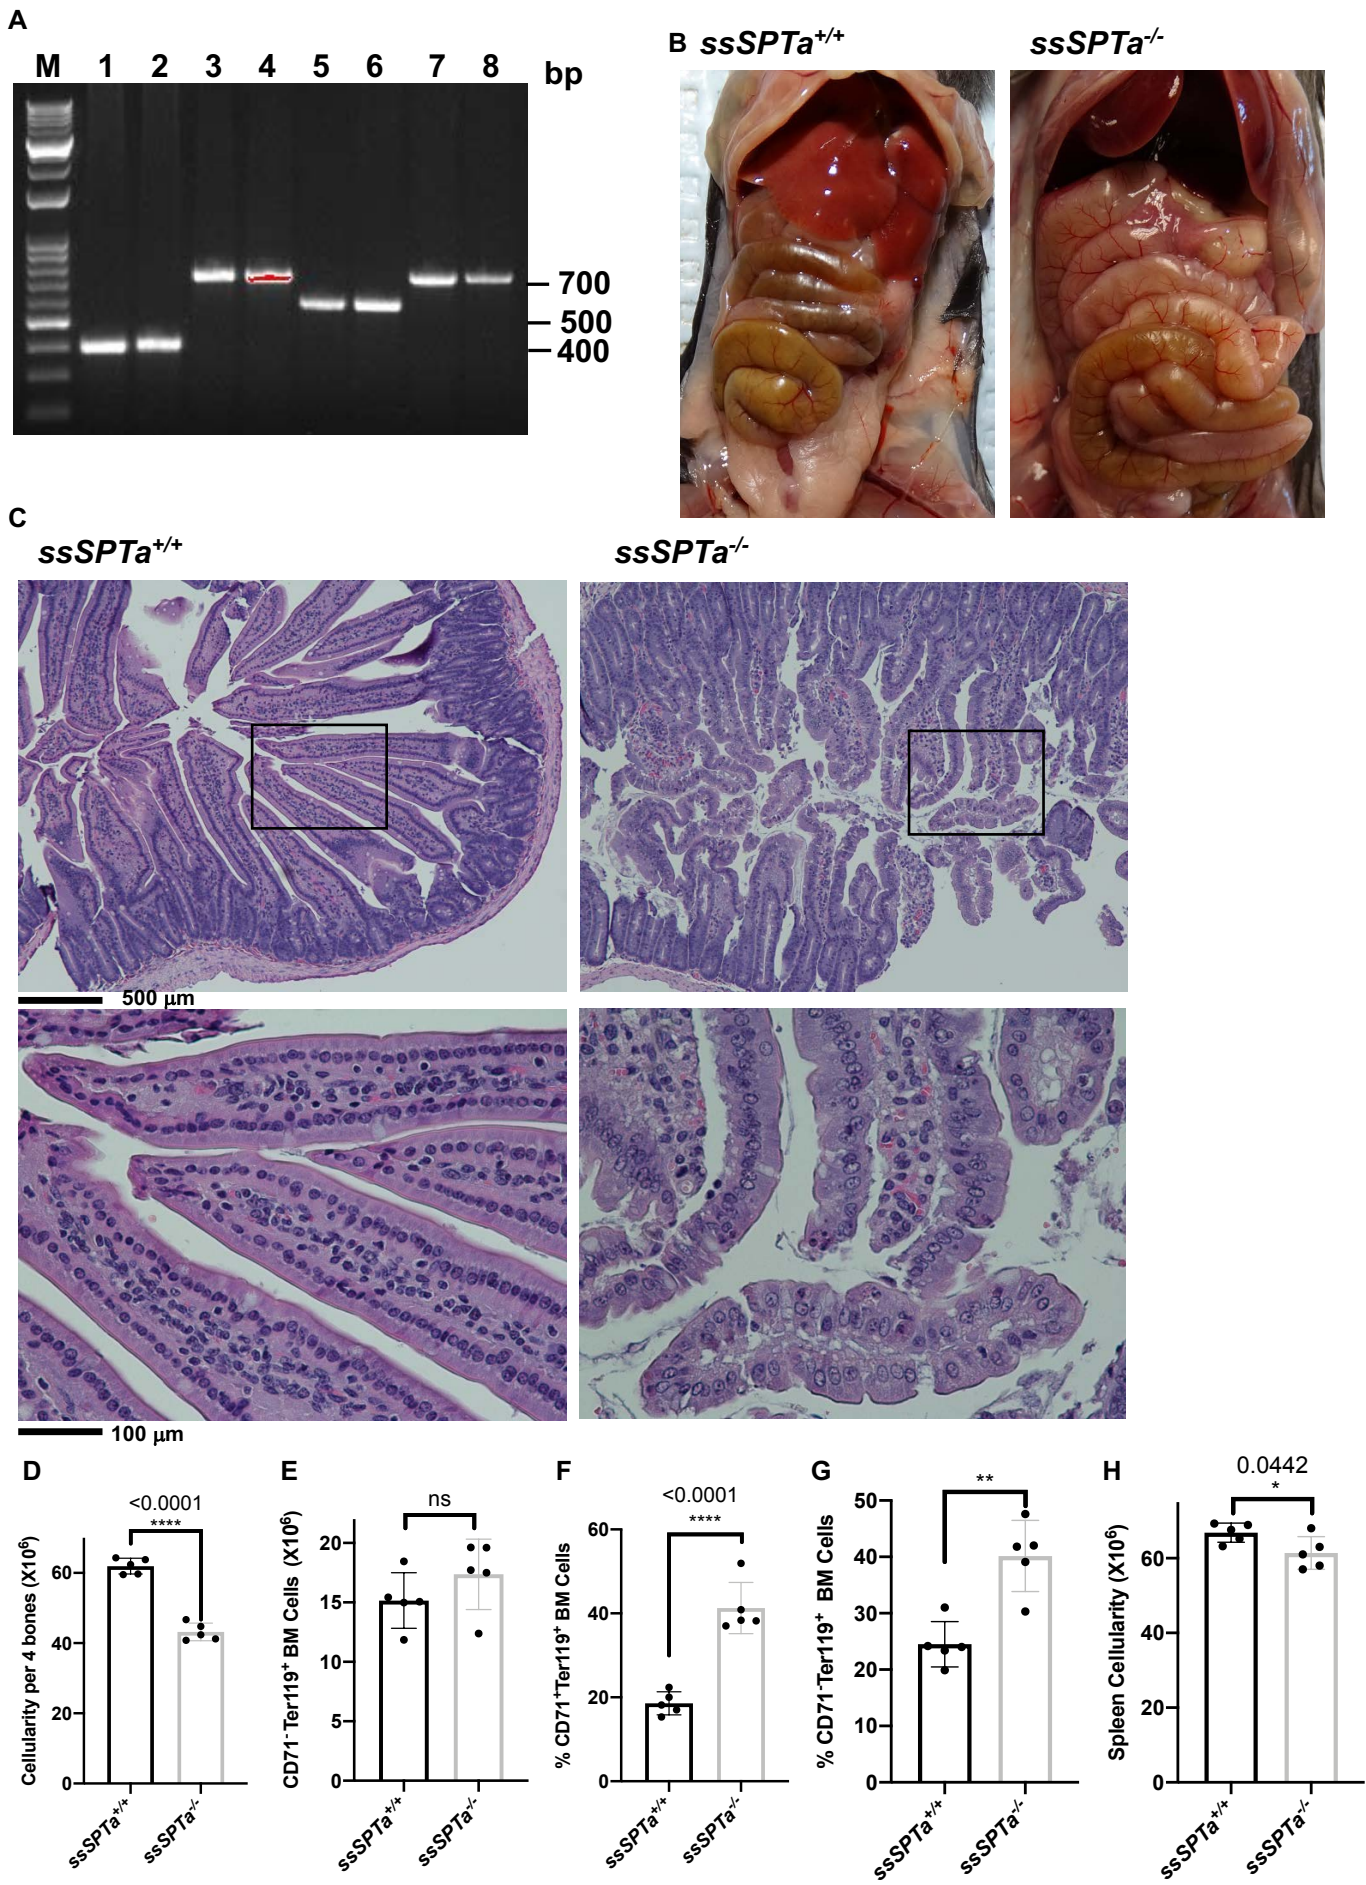 A
M 1 2 3 4 5 6 7 8 bp
700
500
400
B ssSPTa+/+ ssSPTa-/-
C
ssSPTa+/+ ssSPTa-/-
500 μm
100 μm
D
<0.0001
****
Cellularity per 4 bones (X10⁶)
60
40
20
0
ssSPTa+/+
ssSPTa-/-
E
ns
CD71-Ter119+ BM Cells (X10⁶)
20
15
10
5
0
ssSPTa+/+
ssSPTa-/-
F
<0.0001
****
% CD71+Ter119+ BM Cells
60
40
20
0
ssSPTa+/+
ssSPTa-/-
G
**
% CD71-Ter119+ BM Cells
50
40
30
20
10
0
ssSPTa+/+
ssSPTa-/-
H
0.0442
*
Spleen Cellularity (X10⁶)
60
40
20
0
ssSPTa+/+
ssSPTa-/-